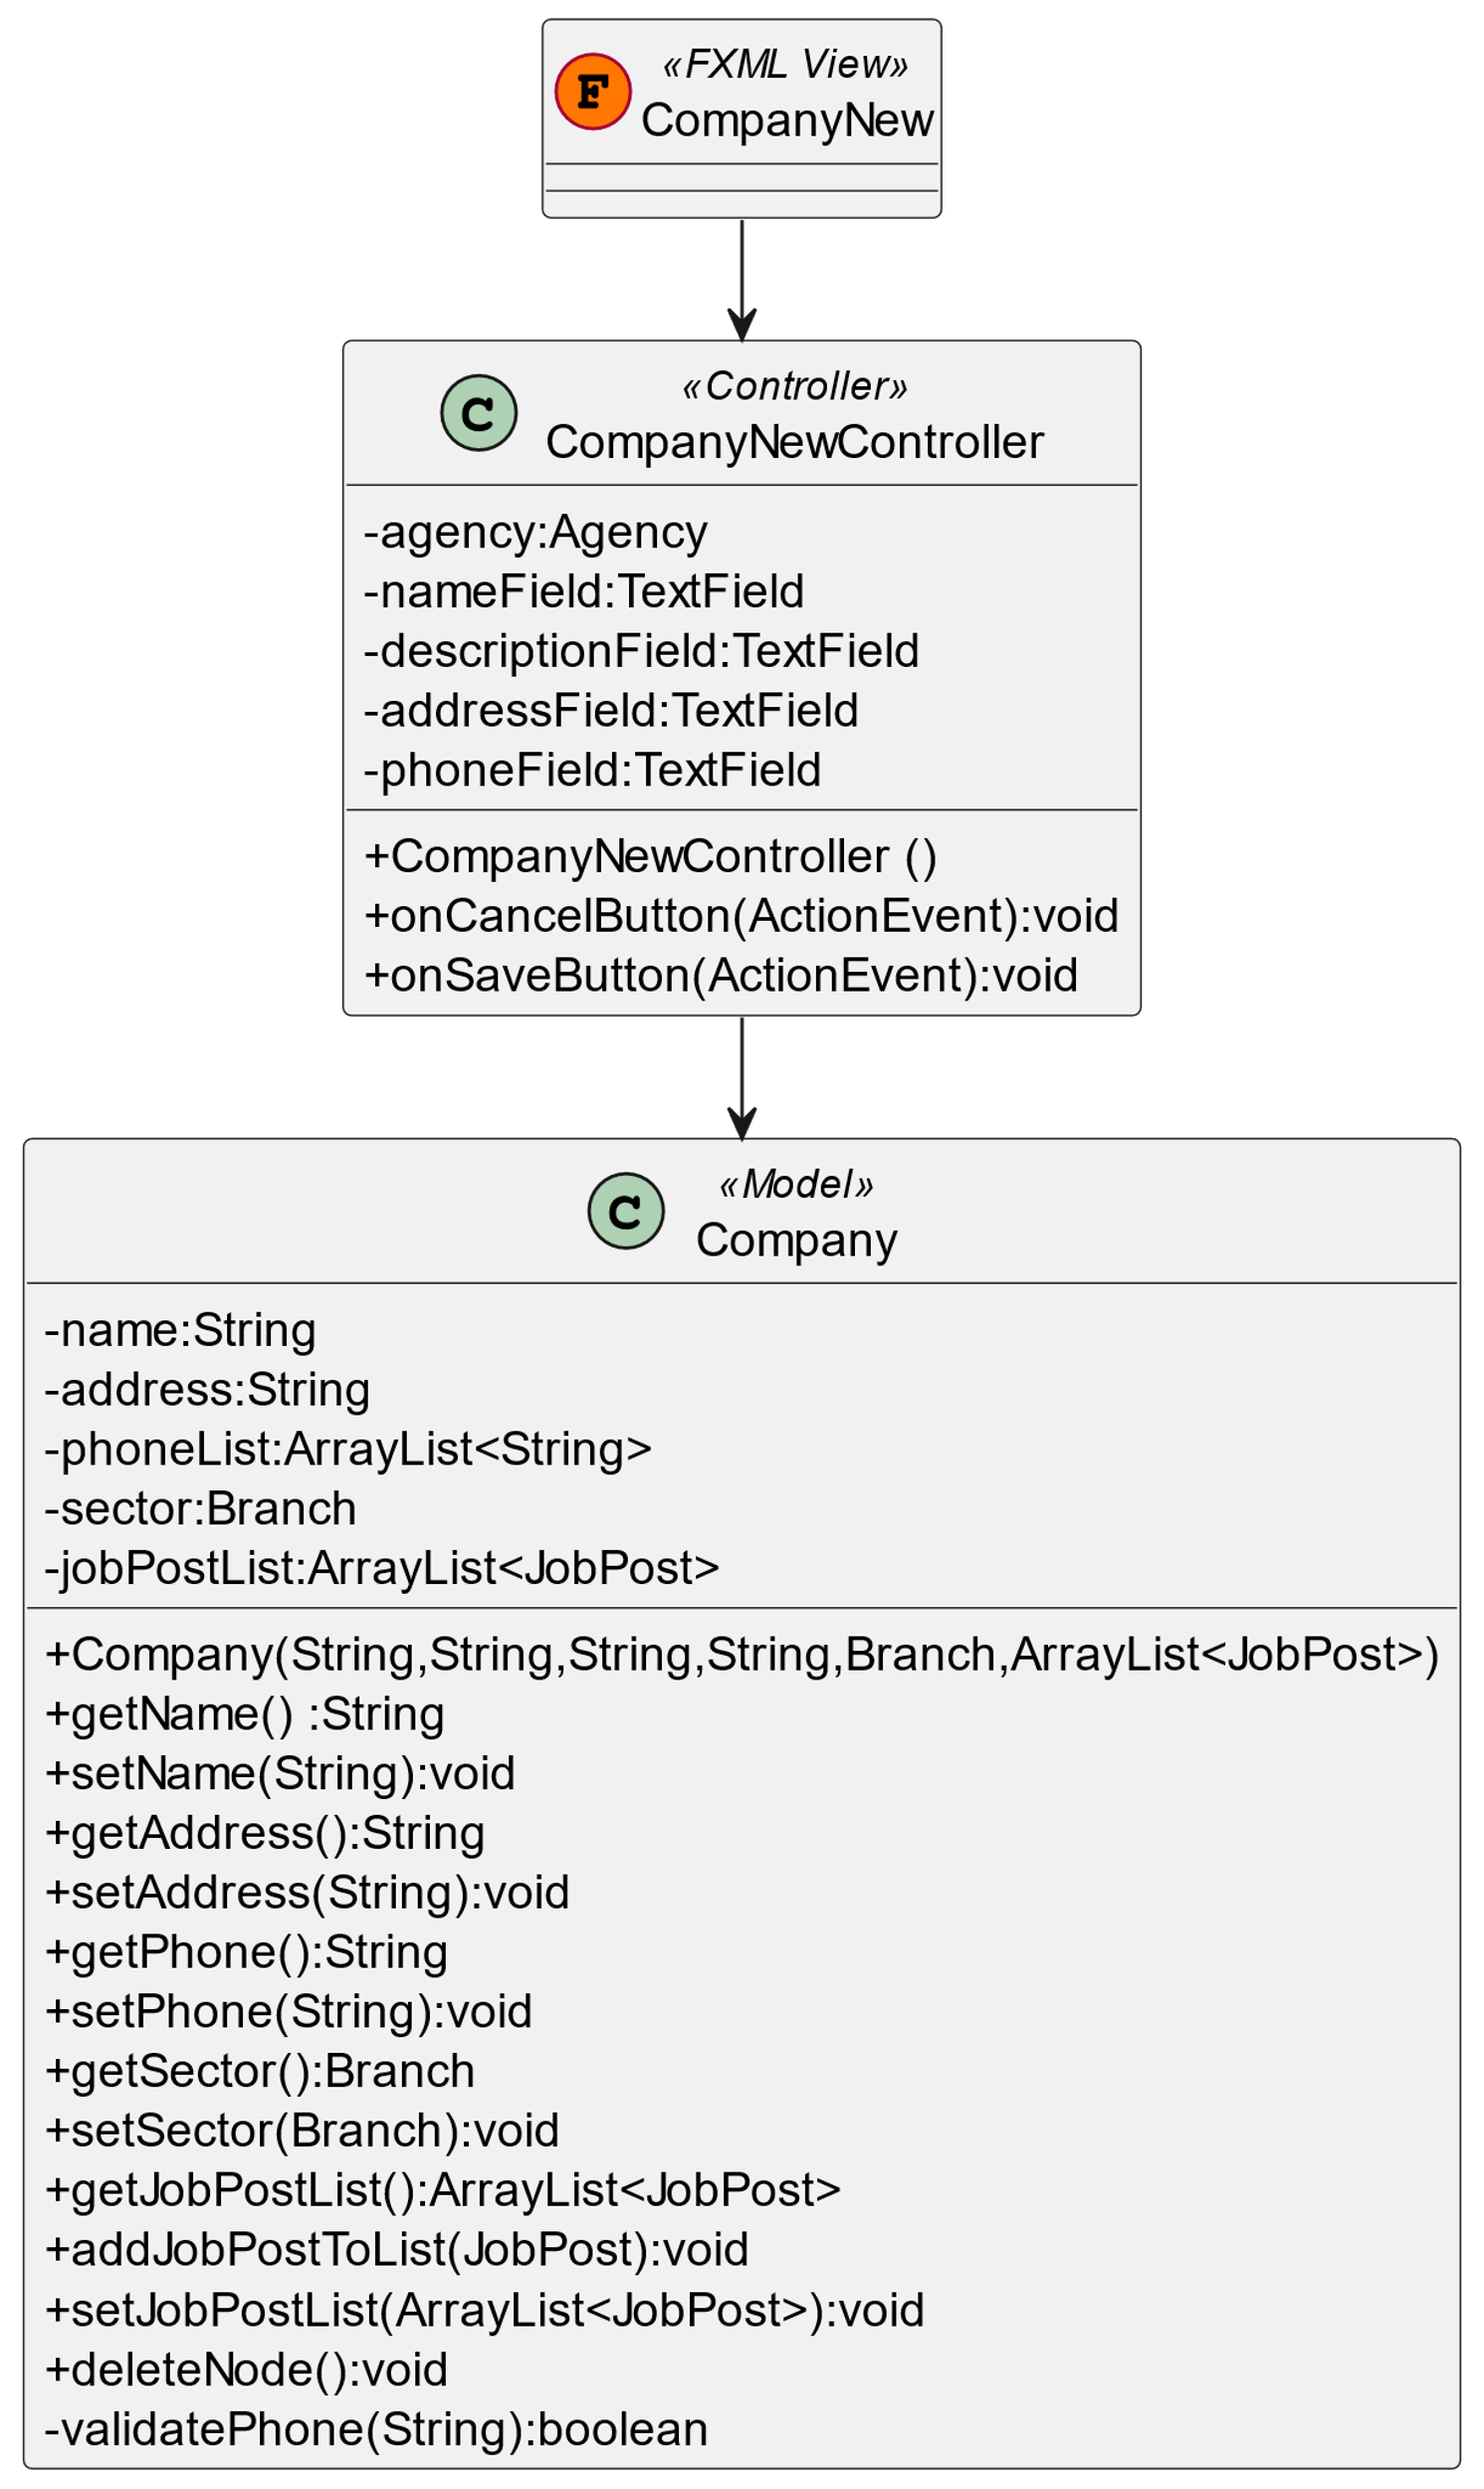 F
«FXML View»
CompanyNew
C
«Controller»
CompanyNewController
-agency:Agency
-nameField:TextField
-descriptionField:TextField
-addressField:TextField
-phoneField:TextField
+CompanyNewController ()
+onCancelButton(ActionEvent):void
+onSaveButton(ActionEvent):void
C
«Model»
Company
-name:String
-address:String
-phoneList:ArrayList<String>
-sector:Branch
-jobPostList:ArrayList<JobPost>
+Company(String,String,String,String,Branch,ArrayList<JobPost>)
+getName() :String
+setName(String):void
+getAddress():String
+setAddress(String):void
+getPhone():String
+setPhone(String):void
+getSector():Branch
+setSector(Branch):void
+getJobPostList():ArrayList<JobPost>
+addJobPostToList(JobPost):void
+setJobPostList(ArrayList<JobPost>):void
+deleteNode():void
-validatePhone(String):boolean